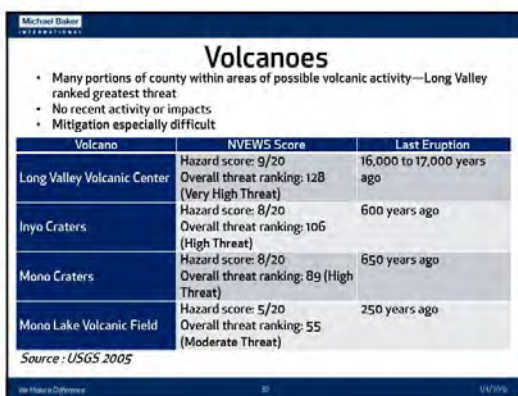 Michael Baker
INTERNATIONAL
Volcanoes
• Many portions of county within areas of possible volcanic activity—Long Valley
ranked greatest threat
• No recent activity or impacts
• Mitigation especially difficult
Volcano NVEWS Score Last Eruption
Long Valley Volcanic Center
Hazard score: 9/20
Overall threat ranking: 128
(Very High Threat)
16,000 to 17,000 years
ago
Inyo Craters
Hazard score: 8/20
Overall threat ranking: 106
(High Threat)
600 years ago
Mono Craters
Hazard score: 8/20
Overall threat ranking: 89 (High
Threat)
650 years ago
Mono Lake Volcanic Field
Hazard score: 5/20
Overall threat ranking: 55
(Moderate Threat)
250 years ago
Source : USGS 2005
We Make a Difference